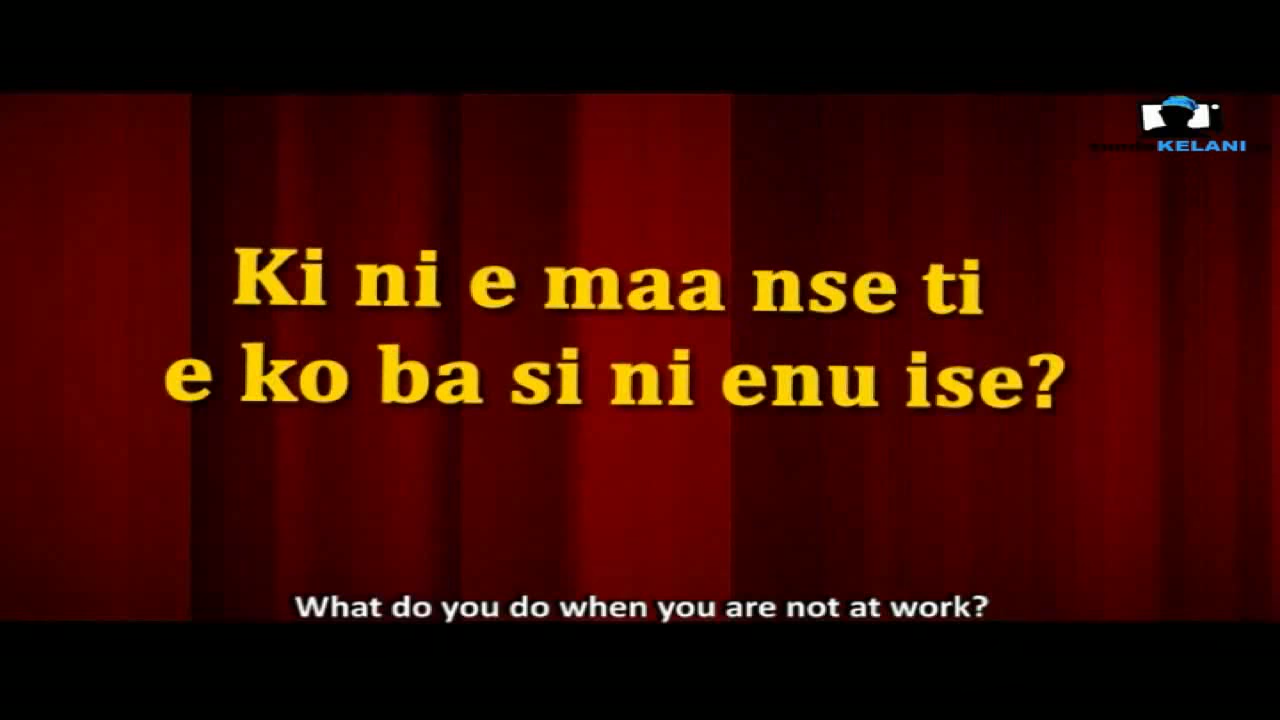 KELANI
Ki ni e maa nse ti
e ko ba si ni enu ise?
What do you do when you are not at work?